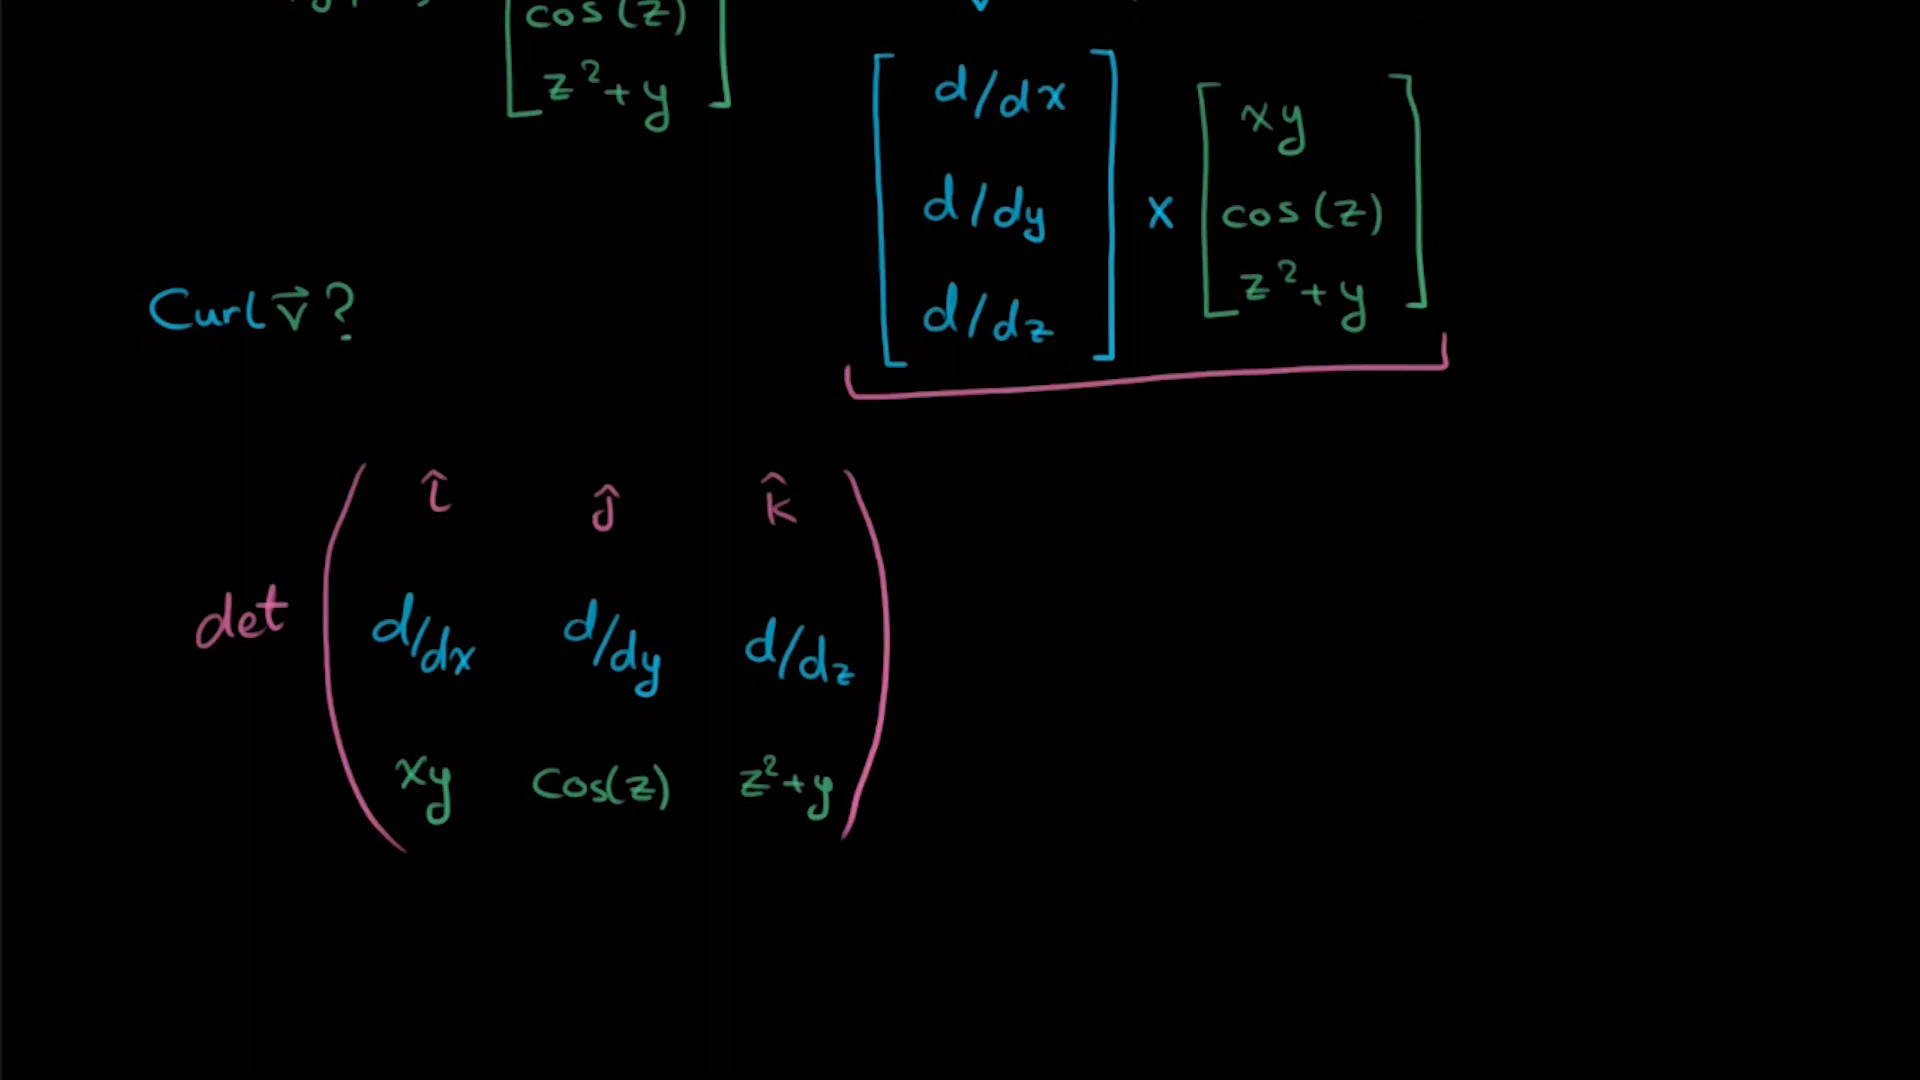 cos(z)
z²+y
d/dx
d/dy
d/dz
×
xy
cos(z)
z²+y
Curl v⃗?
det
î ĵ k̂
d/dx d/dy d/dz
xy cos(z) z²+y